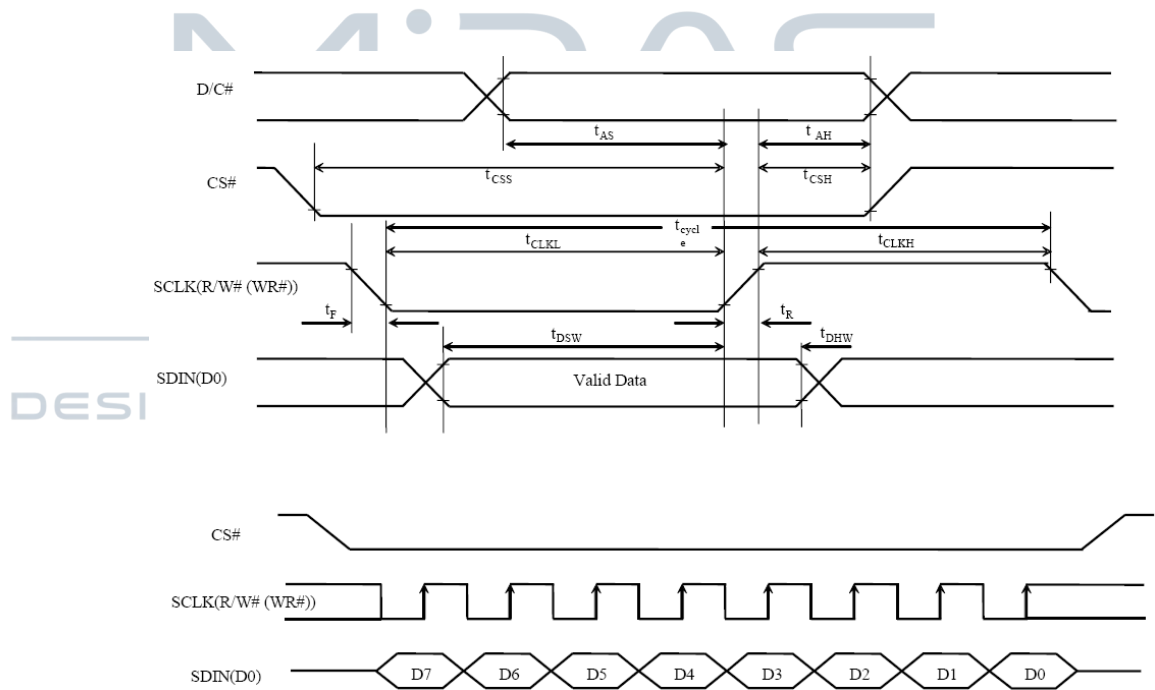 D/C#
tAS
t AH
tCSS
tCSH
CS#
tcycl
e
tCLKL
tCLKH
SCLK(R/W# (WR#))
tF
tR
tDSW
tDHW
SDIN(D0)
Valid Data
DESI
CS#
SCLK(R/W# (WR#))
SDIN(D0)
D7 D6 D5 D4 D3 D2 D1 D0